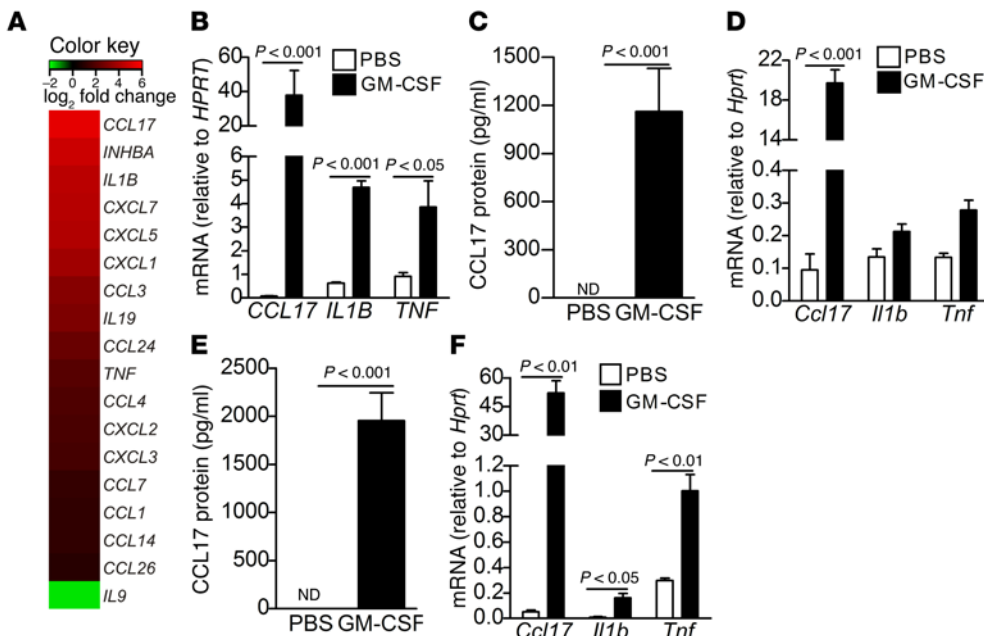 A
Color key
−2 0 2 4 6
log2 fold change
CCL17
INHBA
IL1B
CXCL7
CXCL5
CXCL1
CCL3
IL19
CCL24
TNF
CCL4
CXCL2
CXCL3
CCL7
CCL1
CCL14
CCL26
IL9
B
mRNA (relative to HPRT)
60
40
20
6
5
4
3
2
1
0
P < 0.001
PBS
GM-CSF
P < 0.001
P < 0.05
CCL17 IL1B TNF
C
CCL17 protein (pg/ml)
1500
1200
900
600
300
0
P < 0.001
ND
PBS GM-CSF
D
mRNA (relative to Hprt)
22
18
14
0.4
0.3
0.2
0.1
0.0
P < 0.001
PBS
GM-CSF
Ccl17 Il1b Tnf
E
CCL17 protein (pg/ml)
2500
2000
1500
1000
500
0
P < 0.001
ND
PBS GM-CSF
F
mRNA (relative to Hprt)
60
45
30
1.2
1.0
0.8
0.6
0.4
0.2
0.0
P < 0.01
PBS
GM-CSF
P < 0.05
P < 0.01
Ccl17 Il1b Tnf